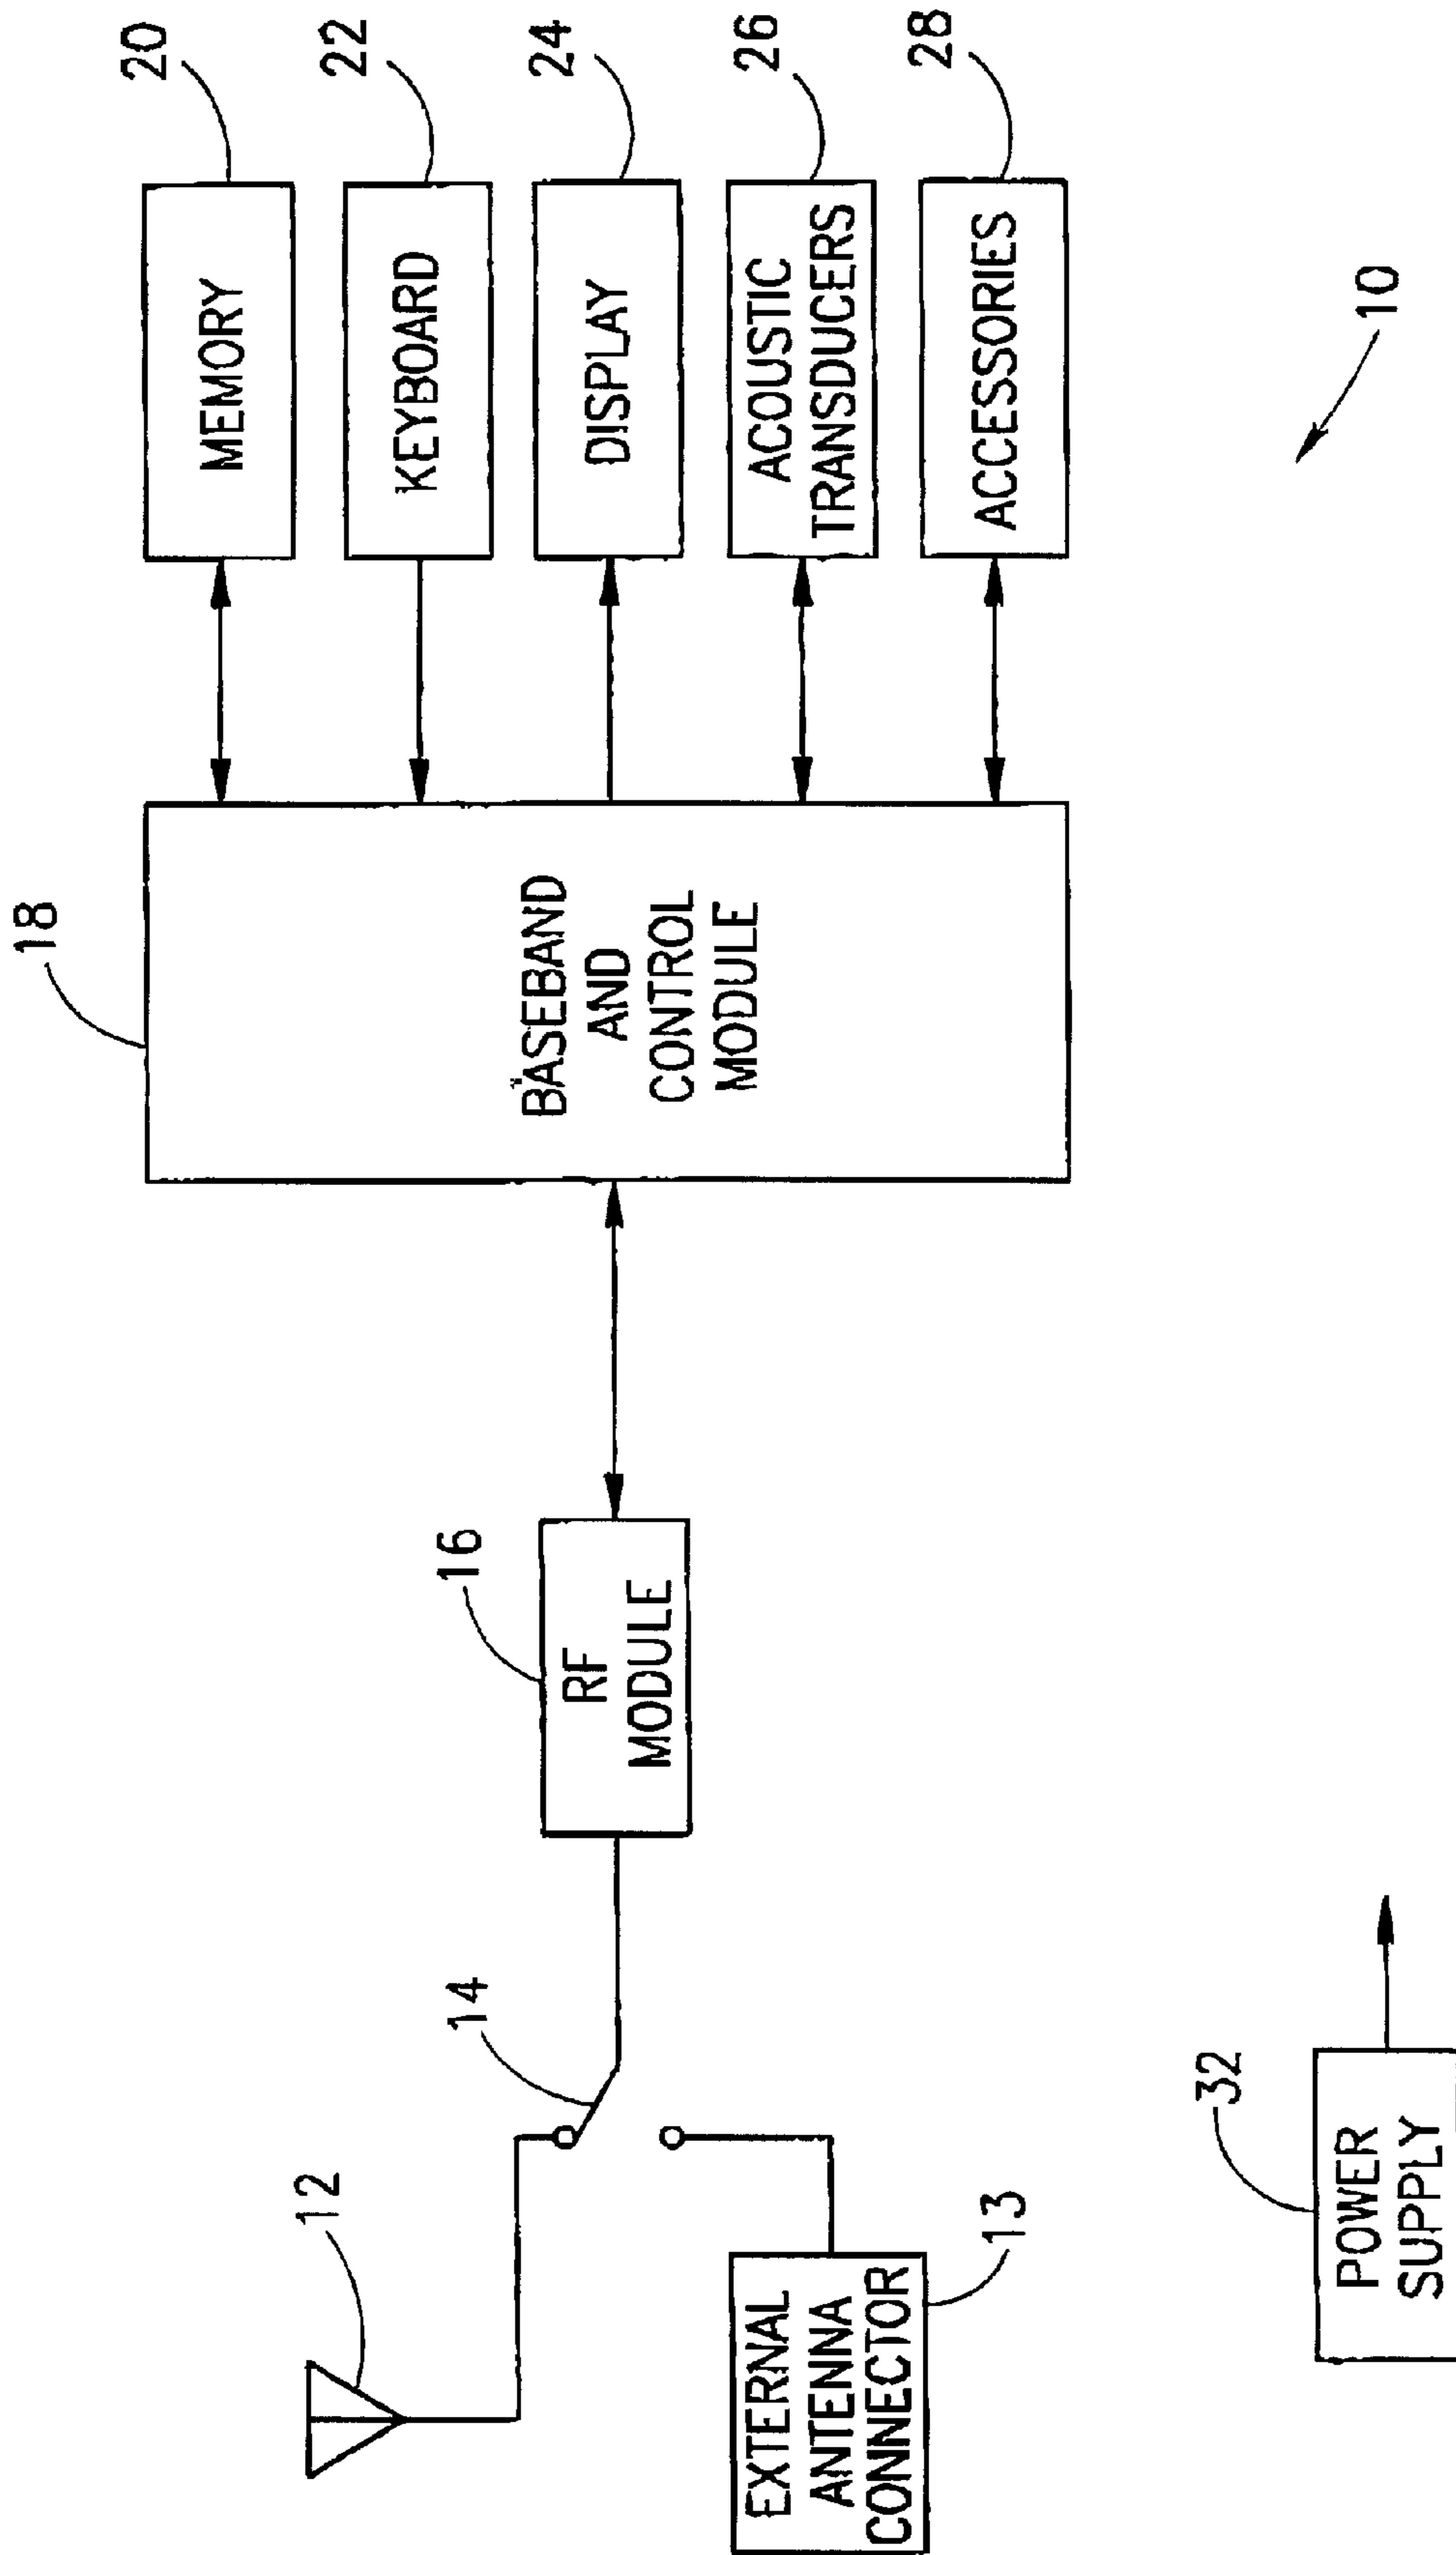 12
EXTERNAL
ANTENNA
CONNECTOR
13
14
16
RF
MODULE
18
BASEBAND
AND
CONTROL
MODULE
20
MEMORY
22
KEYBOARD
24
DISPLAY
26
ACOUSTIC
TRANSDUCERS
28
ACCESSORIES
32
POWER
SUPPLY
10